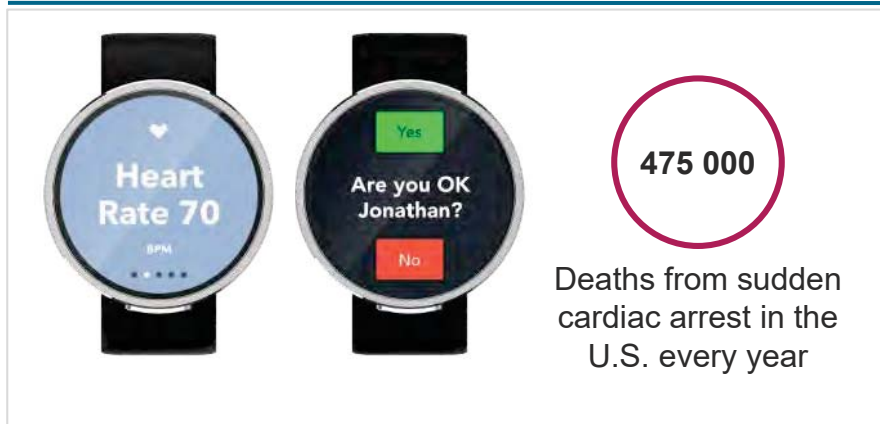 Heart
Rate 70
BPM
Yes
Are you OK
Jonathan?
No
475 000
Deaths from sudden
cardiac arrest in the
U.S. every year